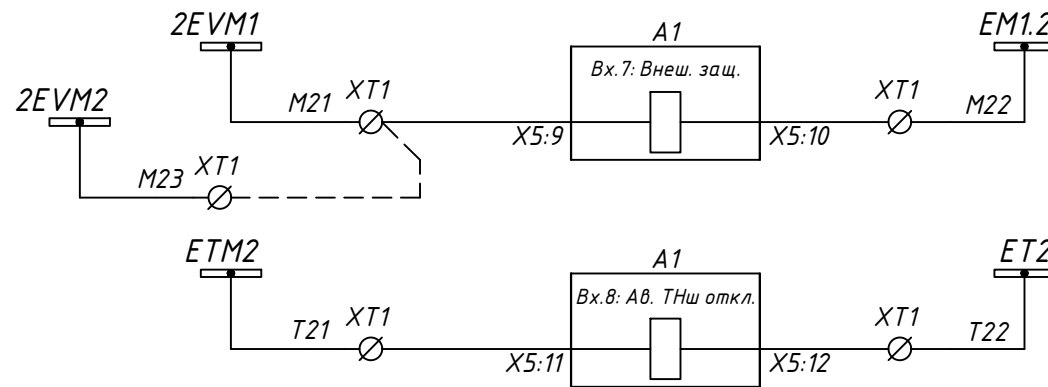 2EVM1
A1
EM1.2
Вх.7: Внеш. защ.
2EVM2
M21
XT1
X5:9
X5:10
XT1
M22
M23
XT1
ETM2
A1
ET2
Вх.8: Ав. ТНш откл.
T21
XT1
X5:11
X5:12
XT1
T22